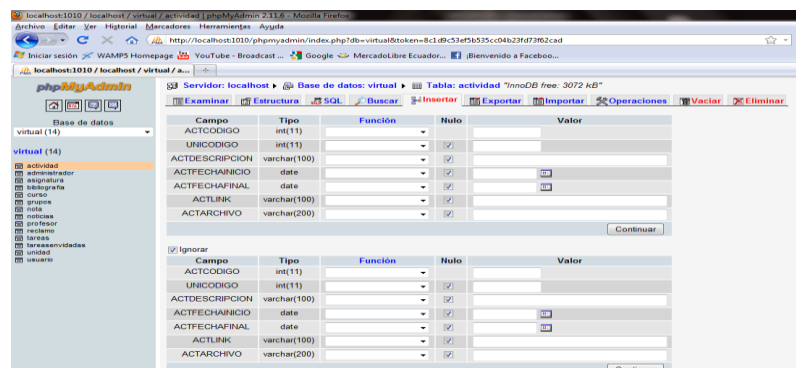 localhost:1010 / localhost / virtual / actividad | phpMyAdmin 2.11.6 - Mozilla Firefox
Archivo Editar Ver Historial Marcadores Herramientas Ayuda
http://localhost:1010/phpmyadmin/index.php?db=virtual&token=8c1d9c53ef5b535cc04b23fd73f62cad
Iniciar sesión WAMP5 Homepage YouTube - Broadcast ... Google MercadoLibre Ecuador... ¡Bienvenido a Faceboo...
localhost:1010 / localhost / virtual / a...
phpMyAdmin
Base de datos
virtual (14)
virtual (14)
actividad
administrador
asignatura
bibliografia
curso
grupos
nota
noticias
profesor
reclamo
tareas
tareasenvidadas
unidad
usuario
Servidor: localhost Base de datos: virtual Tabla: actividad "InnoDB free: 3072 kB"
Examinar Estructura SQL Buscar Insertar Exportar Importar Operaciones Vaciar Eliminar
Campo Tipo Función Nulo Valor
ACTCODIGO int(11)
UNICODIGO int(11)
ACTDESCRIPCION varchar(100)
ACTFECHAINICIO date
ACTFECHAFINAL date
ACTLINK varchar(100)
ACTARCHIVO varchar(200)
Continuar
Ignorar
Campo Tipo Función Nulo Valor
ACTCODIGO int(11)
UNICODIGO int(11)
ACTDESCRIPCION varchar(100)
ACTFECHAINICIO date
ACTFECHAFINAL date
ACTLINK varchar(100)
ACTARCHIVO varchar(200)